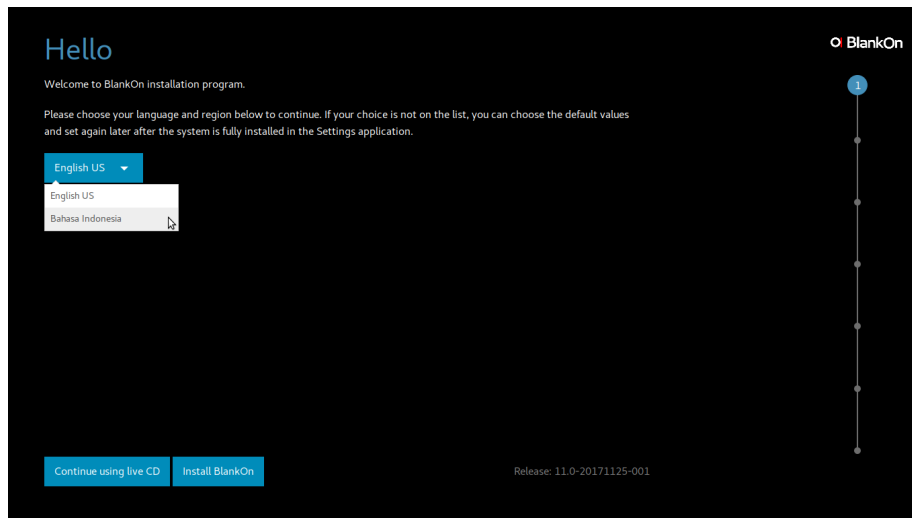 Hello
BlankOn
Welcome to BlankOn installation program.
1
Please choose your language and region below to continue. If your choice is not on the list, you can choose the default values
and set again later after the system is fully installed in the Settings application.
English US
English US
Bahasa Indonesia
Continue using live CD
Install BlankOn
Release: 11.0-20171125-001